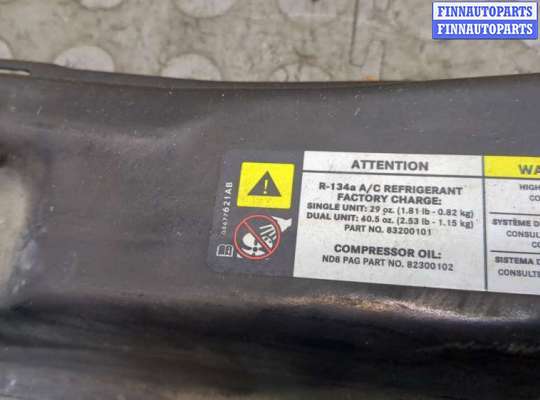 FINNAUTOPARTS
FINNAUTOPARTS
ATTENTION
R-134a A/C REFRIGERANT
FACTORY CHARGE:
SINGLE UNIT: 29 oz. (1.81 lb - 0.82 kg)
DUAL UNIT: 40.5 oz. (2.53 lb - 1.15 kg)
PART NO. 83200101
COMPRESSOR OIL:
ND8 PAG PART NO. 82300102
04677621AB
WA
HIGH
CO
SYSTÈME D
CONSUL
CO
SISTEMA D
CONSULTE